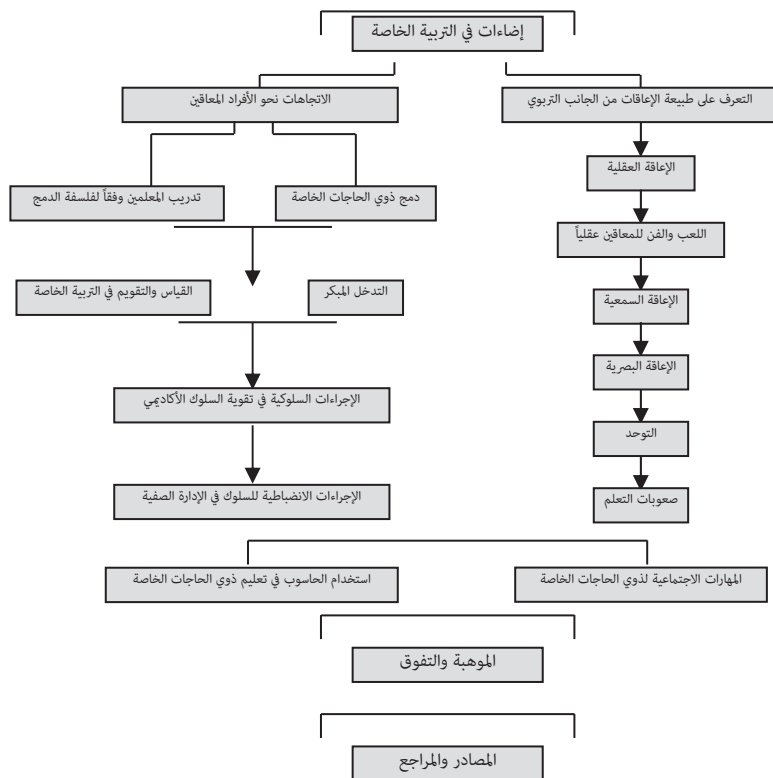 إضاءات في التربية الخاصة
التعرف على طبيعة الإعاقات من الجانب التربوي
الاتجاهات نحو الأفراد المعاقين
الإعاقة العقلية
دمج ذوي الحاجات الخاصة
تدريب المعلمين وفقاً لفلسفة الدمج
اللعب والفن للمعاقين عقلياً
التدخل المبكر
القياس والتقويم في التربية الخاصة
الإعاقة السمعية
الإعاقة البصرية
الإجراءات السلوكية في تقوية السلوك الأكاديمي
التوحد
صعوبات التعلم
الإجراءات الانضباطية للسلوك في الإدارة الصفية
المهارات الاجتماعية لذوي الحاجات الخاصة
استخدام الحاسوب في تعليم ذوي الحاجات الخاصة
الموهبة والتفوق
المصادر والمراجع